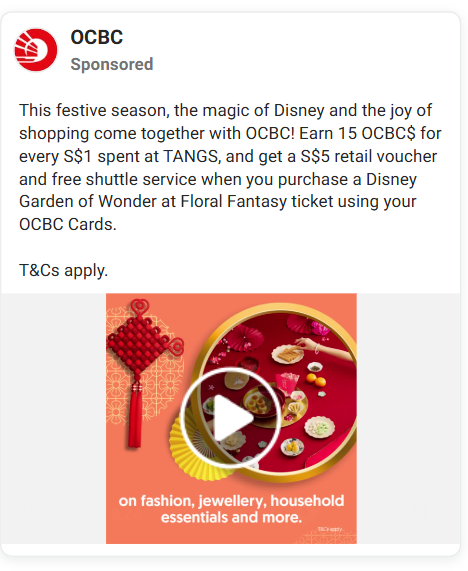 OCBC
Sponsored
This festive season, the magic of Disney and the joy of
shopping come together with OCBC! Earn 15 OCBC$ for
every S$1 spent at TANGS, and get a S$5 retail voucher
and free shuttle service when you purchase a Disney
Garden of Wonder at Floral Fantasy ticket using your
OCBC Cards.
T&Cs apply.
on fashion, jewellery, household
essentials and more.
T&Cs apply.